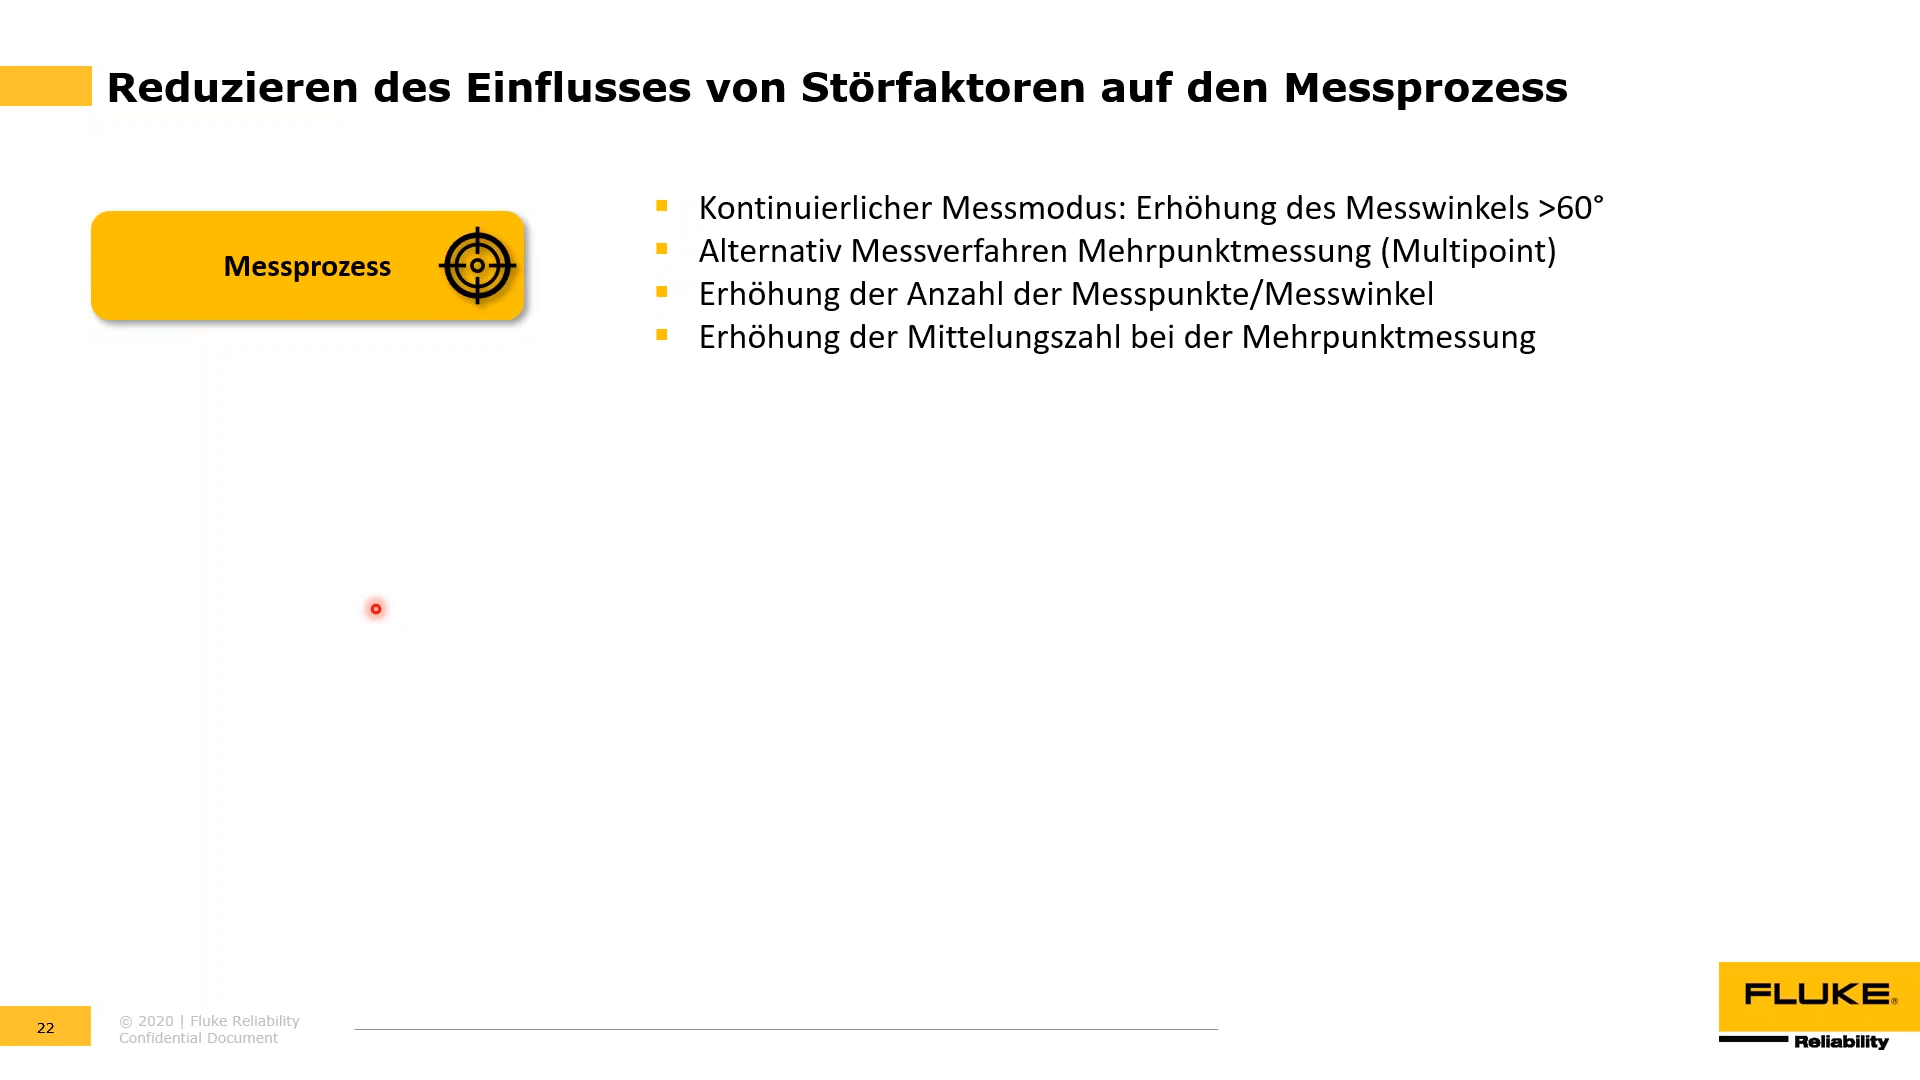 Reduzieren des Einflusses von Störfaktoren auf den Messprozess
Messprozess
Kontinuierlicher Messmodus: Erhöhung des Messwinkels >60°
Alternativ Messverfahren Mehrpunktmessung (Multipoint)
Erhöhung der Anzahl der Messpunkte/Messwinkel
Erhöhung der Mittelungszahl bei der Mehrpunktmessung
22
© 2020 | Fluke Reliability
Confidential Document
FLUKE®
Reliability